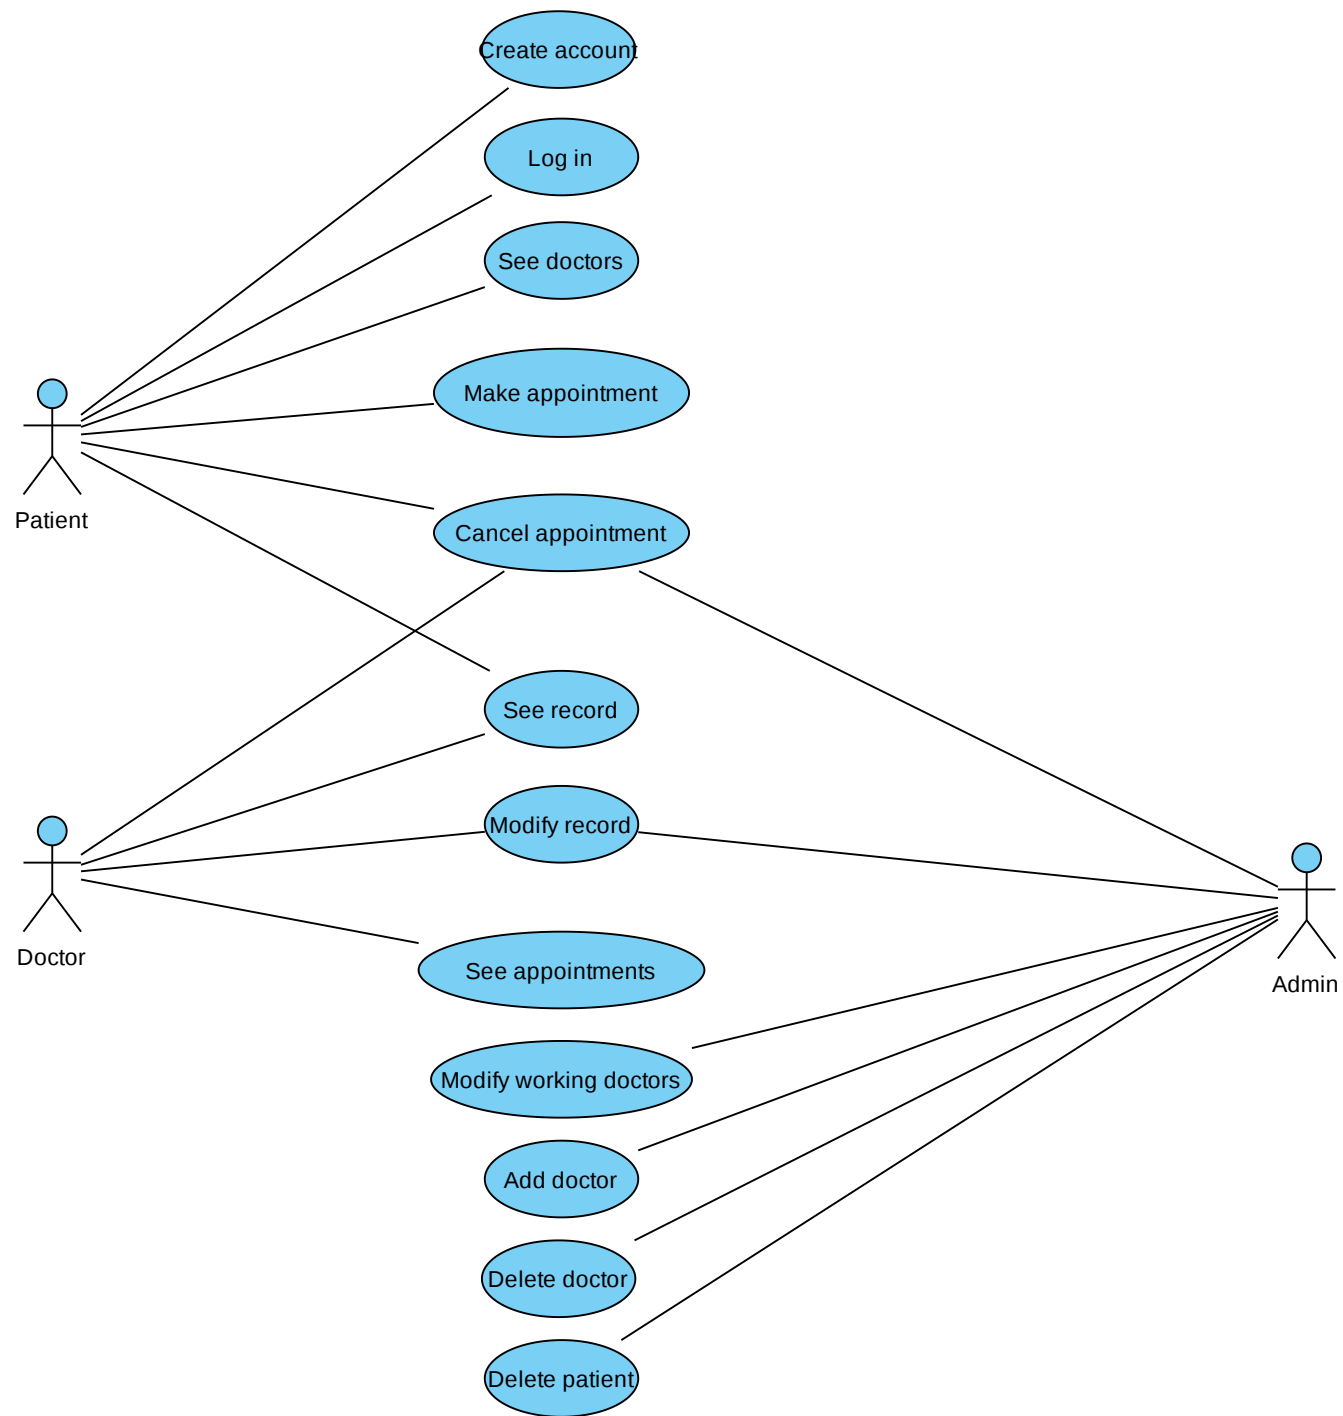 Create account
Log in
See doctors
Make appointment
Patient
Cancel appointment
See record
Modify record
Doctor
See appointments
Admin
Modify working doctors
Add doctor
Delete doctor
Delete patient